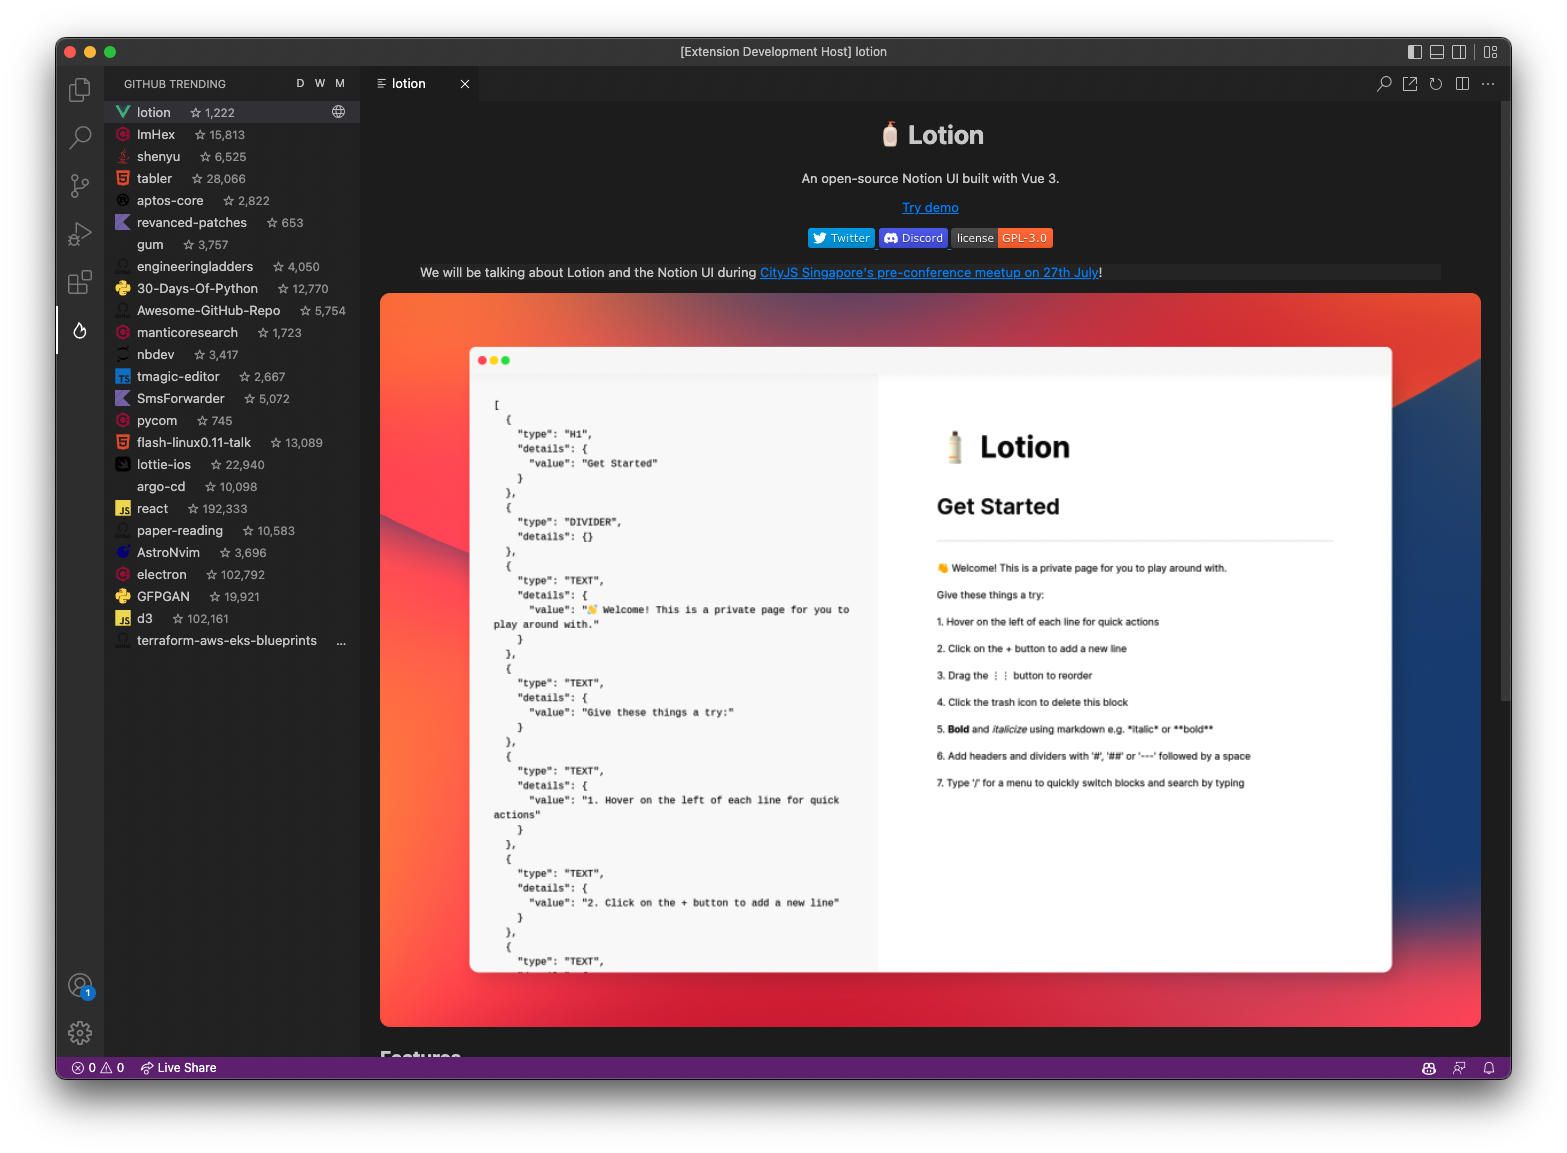 [Extension Development Host] lotion
GITHUB TRENDING D W M
lotion 1,222
ImHex 15,813
shenyu 6,525
tabler 28,066
aptos-core 2,822
revanced-patches 653
gum 3,757
engineeringladders 4,050
30-Days-Of-Python 12,770
Awesome-GitHub-Repo 5,754
manticoresearch 1,723
nbdev 3,417
tmagic-editor 2,667
SmsForwarder 5,072
pycom 745
flash-linux0.11-talk 13,089
lottie-ios 22,940
argo-cd 10,098
react 192,333
paper-reading 10,583
AstroNvim 3,696
electron 102,792
GFPGAN 19,921
d3 102,161
terraform-aws-eks-blueprints ...
1
lotion
Lotion
An open-source Notion UI built with Vue 3.
Try demo
Twitter Discord license GPL-3.0
We will be talking about Lotion and the Notion UI during CityJS Singapore's pre-conference meetup on 27th July!
[
{
"type": "H1",
"details": {
"value": "Get Started"
}
},
{
"type": "DIVIDER",
"details": {}
},
{
"type": "TEXT",
"details": {
"value": "👋 Welcome! This is a private page for you to
play around with."
}
},
{
"type": "TEXT",
"details": {
"value": "Give these things a try:"
}
},
{
"type": "TEXT",
"details": {
"value": "1. Hover on the left of each line for quick
actions"
}
},
{
"type": "TEXT",
"details": {
"value": "2. Click on the + button to add a new line"
}
},
{
"type": "TEXT",
Lotion
Get Started
👋 Welcome! This is a private page for you to play around with.
Give these things a try:
1. Hover on the left of each line for quick actions
2. Click on the + button to add a new line
3. Drag the ⋮⋮ button to reorder
4. Click the trash icon to delete this block
5. Bold and italicize using markdown e.g. *italic* or **bold**
6. Add headers and dividers with '#', '##' or '---' followed by a space
7. Type '/' for a menu to quickly switch blocks and search by typing
Features
0 0 Live Share